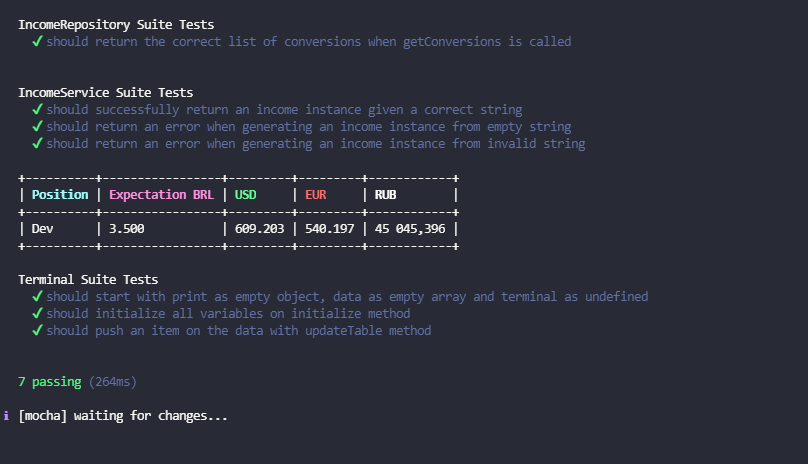 IncomeRepository Suite Tests
✓ should return the correct list of conversions when getConversions is called
IncomeService Suite Tests
✓ should successfully return an income instance given a correct string
✓ should return an error when generating an income instance from empty string
✓ should return an error when generating an income instance from invalid string
+----------+-----------------+---------+---------+------------+
| Position | Expectation BRL | USD     | EUR     | RUB        |
+----------+-----------------+---------+---------+------------+
| Dev      | 3.500           | 609.203 | 540.197 | 45 045,396 |
+----------+-----------------+---------+---------+------------+
Terminal Suite Tests
✓ should start with print as empty object, data as empty array and terminal as undefined
✓ should initialize all variables on initialize method
✓ should push an item on the data with updateTable method
7 passing (264ms)
ℹ [mocha] waiting for changes...